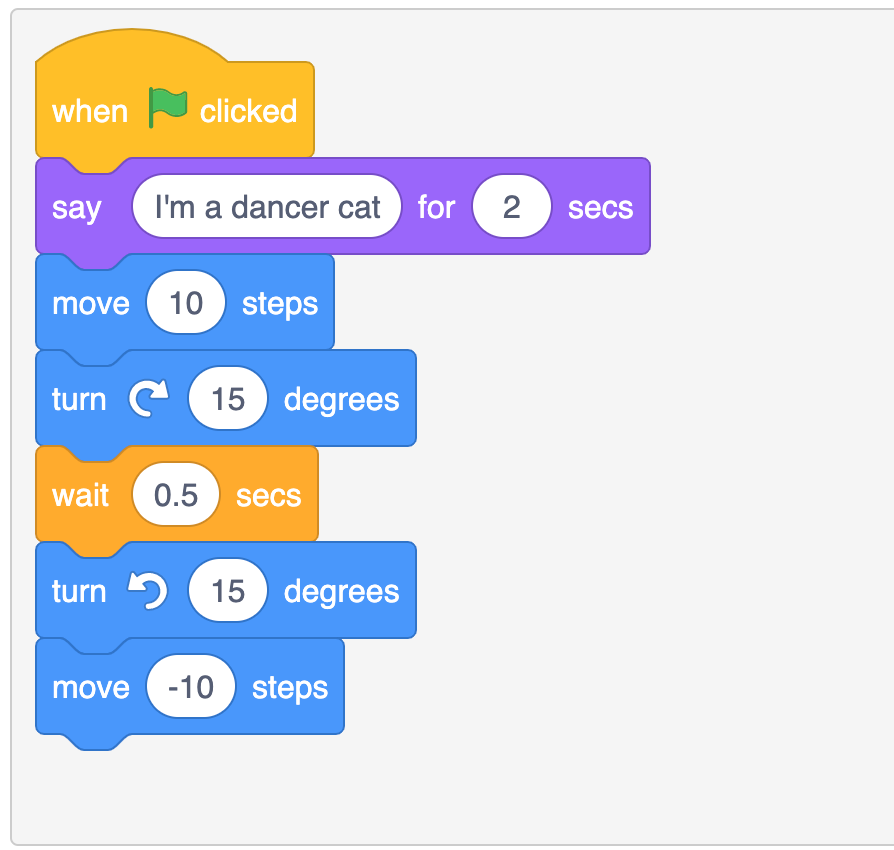 when clicked
say I'm a dancer cat for 2 secs
move 10 steps
turn 15 degrees
wait 0.5 secs
turn 15 degrees
move -10 steps